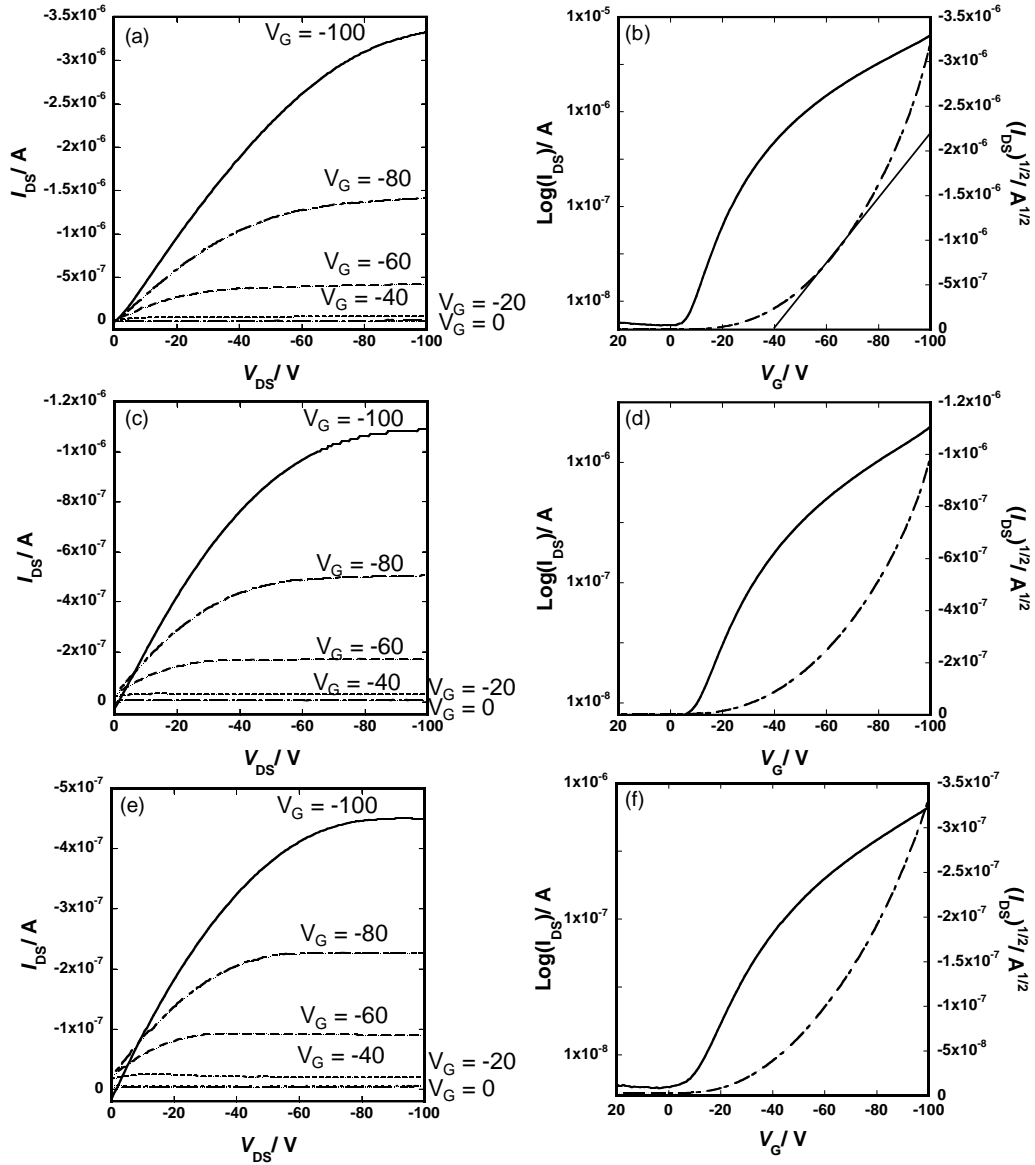 (a)
V_G = -100
V_G = -80
V_G = -60
V_G = -40
V_G = -20
V_G = 0
-3.5x10^-6
-3x10^-6
-2.5x10^-6
-2x10^-6
-1.5x10^-6
-1x10^-6
-5x10^-7
0
I_DS/ A
0 -20 -40 -60 -80 -100
V_DS/ V
(b)
1x10^-5
1x10^-6
1x10^-7
1x10^-8
Log(I_DS)/ A
-3.5x10^-6
-3x10^-6
-2.5x10^-6
-2x10^-6
-1.5x10^-6
-1x10^-6
-5x10^-7
0
(I_DS)^1/2/ A^1/2
20 0 -20 -40 -60 -80 -100
V_G/ V
(c)
V_G = -100
V_G = -80
V_G = -60
V_G = -40
V_G = -20
V_G = 0
-1.2x10^-6
-1x10^-6
-8x10^-7
-6x10^-7
-4x10^-7
-2x10^-7
0
I_DS/ A
0 -20 -40 -60 -80 -100
V_DS/ V
(d)
1x10^-6
1x10^-7
1x10^-8
Log(I_DS)/ A
-1.2x10^-6
-1x10^-6
-8x10^-7
-6x10^-7
-4x10^-7
-2x10^-7
0
(I_DS)^1/2/ A^1/2
20 0 -20 -40 -60 -80 -100
V_G/ V
(e)
V_G = -100
V_G = -80
V_G = -60
V_G = -40
V_G = -20
V_G = 0
-5x10^-7
-4x10^-7
-3x10^-7
-2x10^-7
-1x10^-7
0
I_DS/ A
0 -20 -40 -60 -80 -100
V_DS/ V
(f)
1x10^-6
1x10^-7
1x10^-8
Log(I_DS)/ A
-3.5x10^-7
-3x10^-7
-2.5x10^-7
-2x10^-7
-1.5x10^-7
-1x10^-7
-5x10^-8
0
(I_DS)^1/2/ A^1/2
20 0 -20 -40 -60 -80 -100
V_G/ V